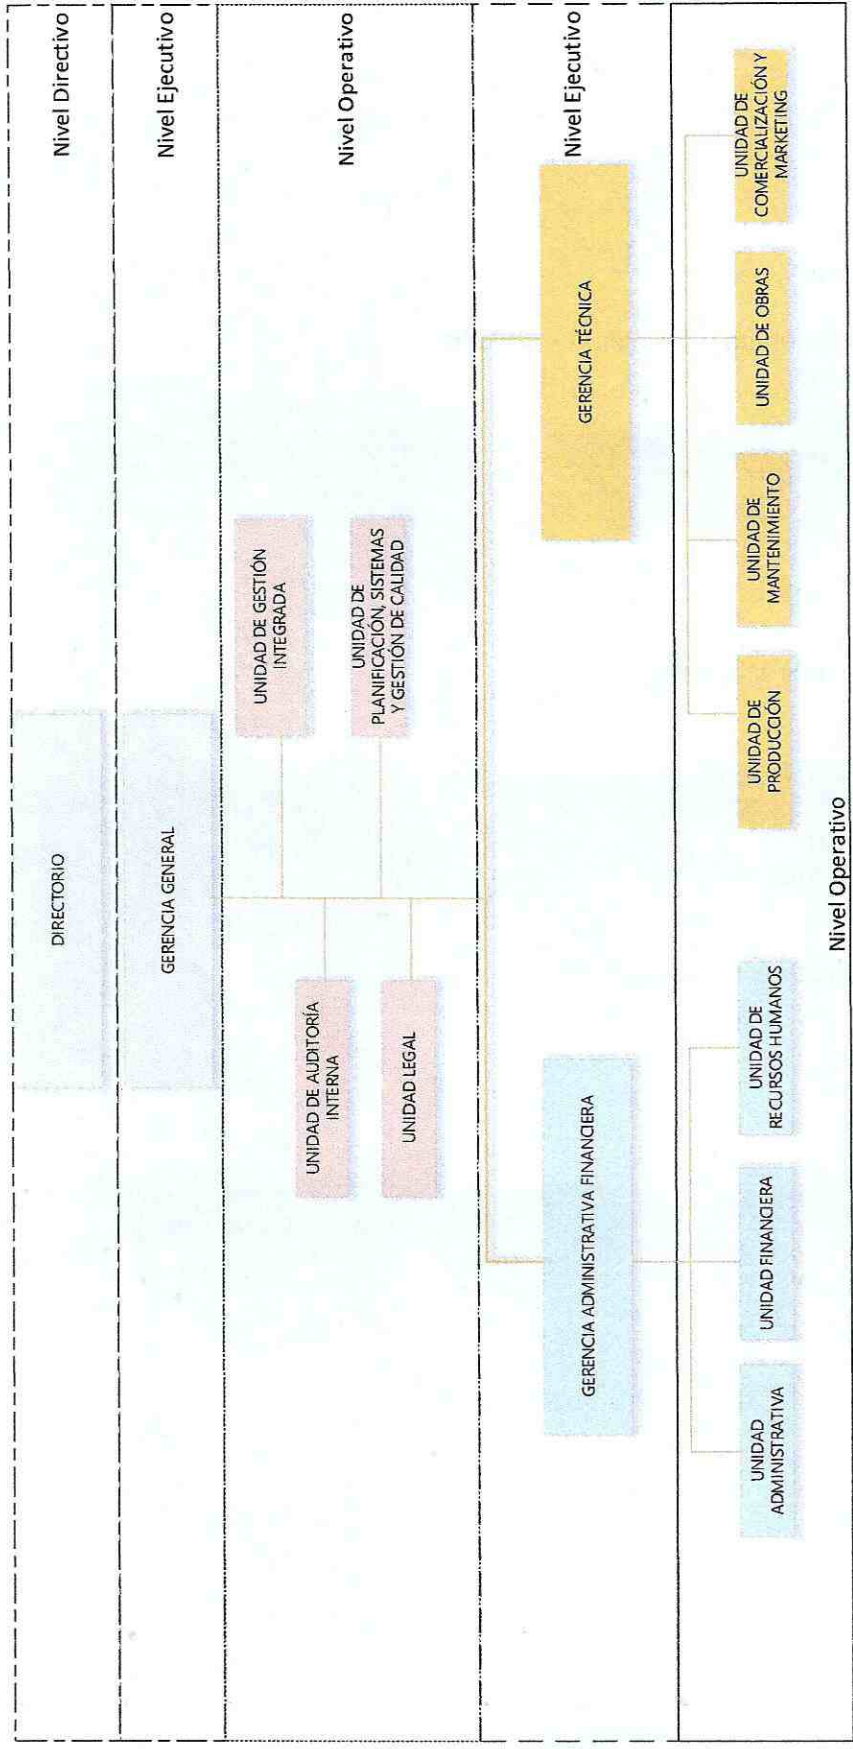 Nivel Directivo
DIRECTORIO
Nivel Ejecutivo
GERENCIA GENERAL
Nivel Operativo
UNIDAD DE GESTIÓN
INTEGRADA
UNIDAD DE AUDITORÍA
INTERNA
UNIDAD DE
PLANIFICACIÓN, SISTEMAS
Y GESTIÓN DE CALIDAD
UNIDAD LEGAL
Nivel Ejecutivo
GERENCIA ADMINISTRATIVA FINANCIERA
GERENCIA TÉCNICA
UNIDAD
ADMINISTRATIVA
UNIDAD FINANCIERA
UNIDAD DE
RECURSOS HUMANOS
UNIDAD DE
PRODUCCIÓN
UNIDAD DE
MANTENIMIENTO
UNIDAD DE OBRAS
UNIDAD DE
COMERCIALIZACIÓN Y
MARKETING
Nivel Operativo